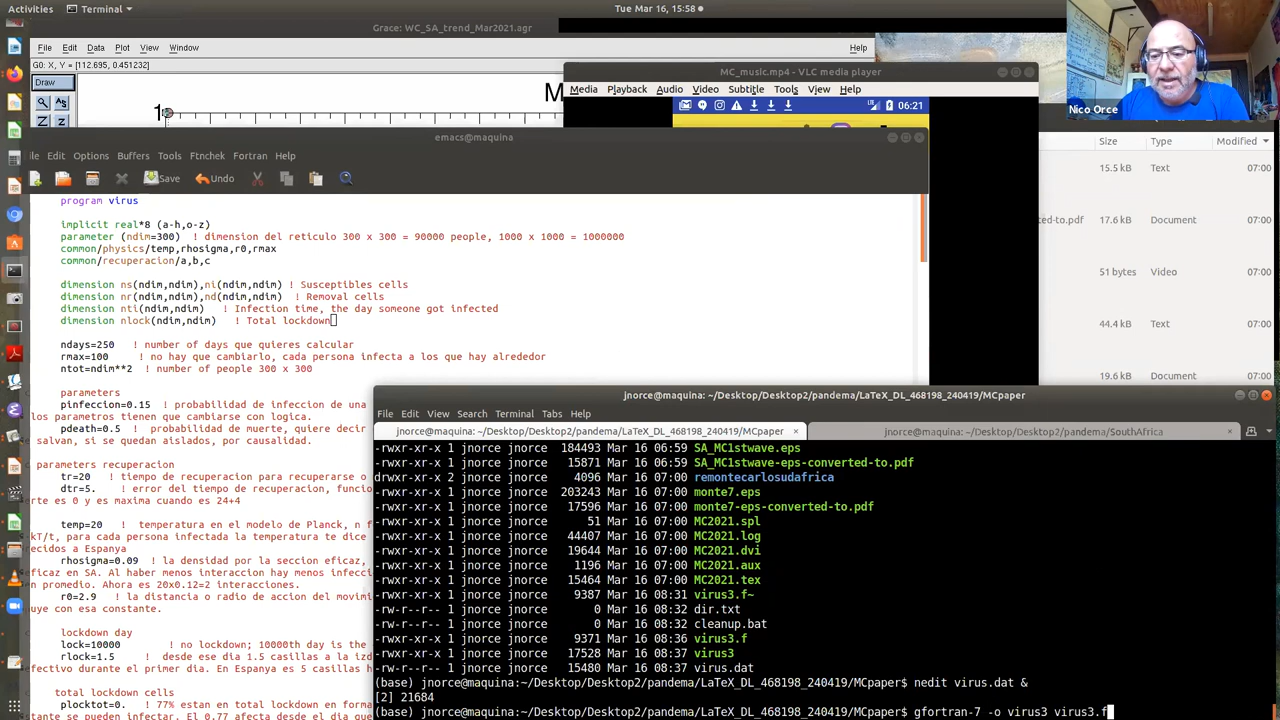 Activities
Terminal
Tue Mar 16, 15:58
Grace: WC_SA_trend_Mar2021.agr
File Edit Data Plot View Window Help
G0: X, Y = [112.695, 0.451232]
Draw
M
1
MC_music.mp4 - VLC media player
Media Playback Audio Video Subtitle Tools View Help
06:21
Nico Orce
Size Type Modified
15.5 kB Text 07:00
ed-to.pdf 17.6 kB Document 07:00
51 bytes Video 07:00
44.4 kB Text 07:00
19.6 kB Document 07:00
emacs@maquina
ile Edit Options Buffers Tools Ftnchek Fortran Help
Save Undo
program virus
implicit real*8 (a-h,o-z)
parameter (ndim=300) ! dimension del reticulo 300 x 300 = 90000 people, 1000 x 1000 = 1000000
common/physics/temp,rhosigma,r0,rmax
common/recuperacion/a,b,c
dimension ns(ndim,ndim),ni(ndim,ndim) ! Susceptibles cells
dimension nr(ndim,ndim),nd(ndim,ndim) ! Removal cells
dimension nti(ndim,ndim) ! Infection time, the day someone got infected
dimension nlock(ndim,ndim) ! Total lockdown
ndays=250 ! number of days que quieres calcular
rmax=100 ! no hay que cambiarlo, cada persona infecta a los que hay alrededor
ntot=ndim**2 ! number of people 300 x 300
parameters
pinfeccion=0.15 ! probabilidad de infeccion de una
los parametros tienen que cambiarse con logica.
pdeath=0.5 ! probabilidad de muerte, quiere decir
salvan, si se quedan aislados, por causalidad.
parameters recuperacion
tr=20 ! tiempo de recuperacion para recuperarse o
dtr=5. ! error del tiempo de recuperacion, funcio
rte es 0 y es maxima cuando es 24+4
temp=20 ! temperatura en el modelo de Planck, n f
kT/t, para cada persona infectada la temperatura te dice
ecidos a Espanya
rhosigma=0.09 ! la densidad por la seccion eficaz,
eficaz en SA. Al haber menos interaccion hay menos infecci
n promedio. Ahora es 20x0.12=2 interacciones.
r0=2.9 ! la distancia o radio de accion del movimi
uye con esa constante.
lockdown day
lock=10000 ! no lockdown; 10000th day is the
rlock=1.5 ! desde ese dia 1.5 casillas a la izd
efectivo durante el primer dia. En Espanya es 5 casillas h
total lockdown cells
plocktot=0. ! 77% estan en total lockdown en
stante se pueden infectar. El 0.77 afecta desde el dia
jnorce@maquina: ~/Desktop/Desktop2/pandema/LaTeX_DL_468198_240419/MCpaper
File Edit View Search Terminal Tabs Help
jnorce@maquina: ~/Desktop/Desktop2/pandema/LaTeX_DL_468198_240419/MCpaper × jnorce@maquina: ~/Desktop/Desktop2/pandema/SouthAfrica ×
-rwxr-xr-x 1 jnorce jnorce 184493 Mar 16 06:59 SA_MC1stwave.eps
-rwxr-xr-x 1 jnorce jnorce 15871 Mar 16 06:59 SA_MC1stwave-eps-converted-to.pdf
drwxr-xr-x 2 jnorce jnorce 4096 Mar 16 07:00 remontecarlosudafrica
-rwxr-xr-x 1 jnorce jnorce 203243 Mar 16 07:00 monte7.eps
-rwxr-xr-x 1 jnorce jnorce 17596 Mar 16 07:00 monte7-eps-converted-to.pdf
-rwxr-xr-x 1 jnorce jnorce 51 Mar 16 07:00 MC2021.spl
-rwxr-xr-x 1 jnorce jnorce 44407 Mar 16 07:00 MC2021.log
-rwxr-xr-x 1 jnorce jnorce 19644 Mar 16 07:00 MC2021.dvi
-rwxr-xr-x 1 jnorce jnorce 1196 Mar 16 07:00 MC2021.aux
-rwxr-xr-x 1 jnorce jnorce 15464 Mar 16 07:00 MC2021.tex
-rwxr-xr-x 1 jnorce jnorce 9387 Mar 16 08:31 virus3.f~
-rw-r--r-- 1 jnorce jnorce 0 Mar 16 08:32 dir.txt
-rw-r--r-- 1 jnorce jnorce 0 Mar 16 08:32 cleanup.bat
-rwxr-xr-x 1 jnorce jnorce 9371 Mar 16 08:36 virus3.f
-rwxr-xr-x 1 jnorce jnorce 17528 Mar 16 08:37 virus3
-rw-r--r-- 1 jnorce jnorce 15480 Mar 16 08:37 virus.dat
(base) jnorce@maquina:~/Desktop/Desktop2/pandema/LaTeX_DL_468198_240419/MCpaper$ nedit virus.dat &
[2] 21684
(base) jnorce@maquina:~/Desktop/Desktop2/pandema/LaTeX_DL_468198_240419/MCpaper$ gfortran-7 -o virus3 virus3.f